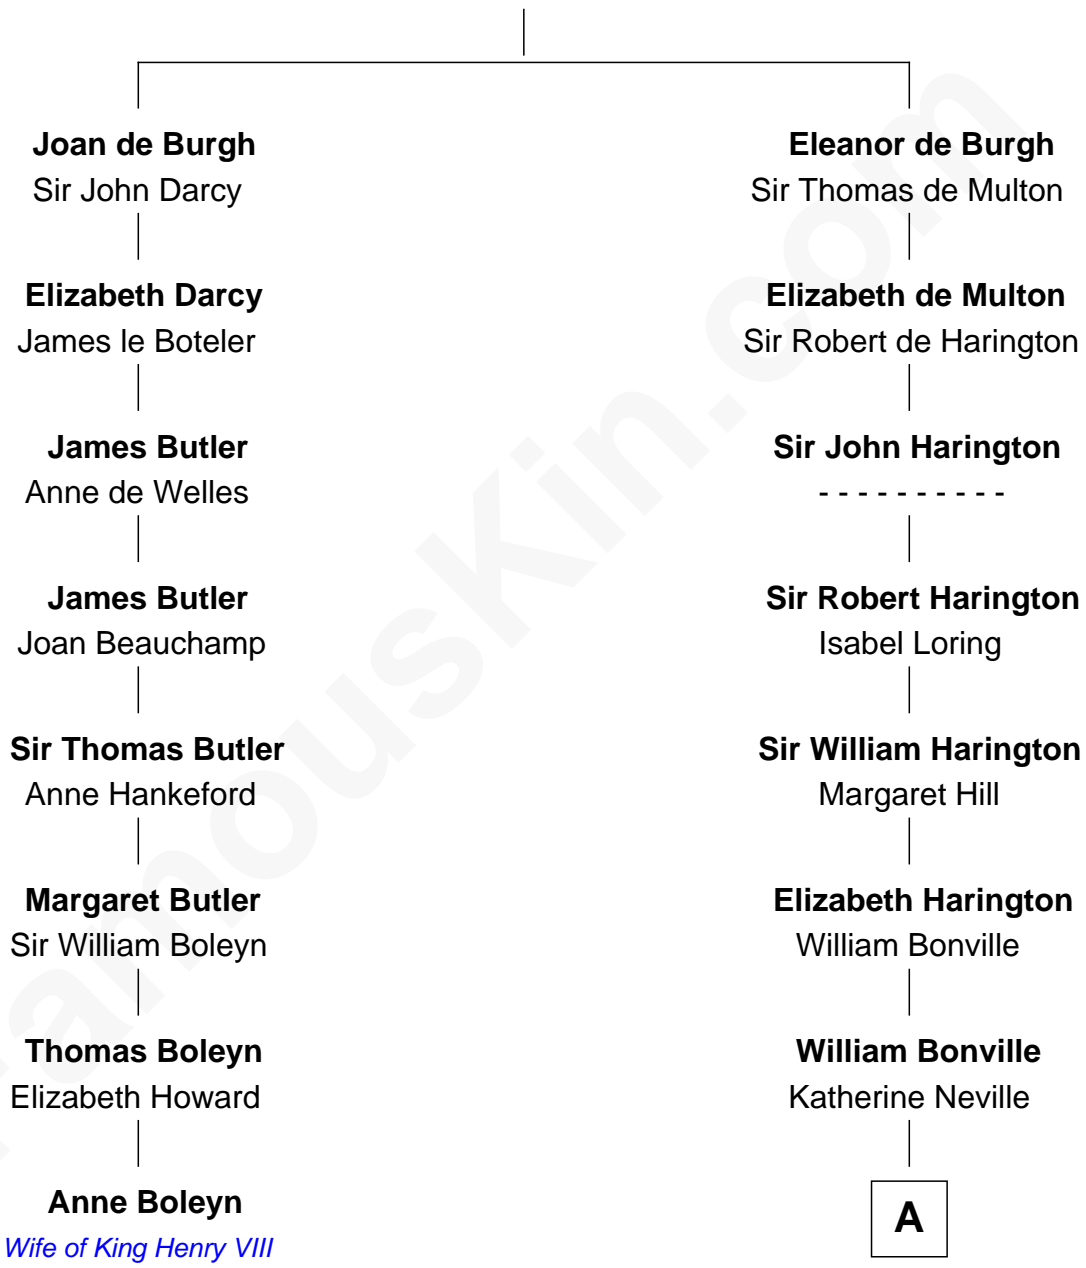 Joan de Burgh
Sir John Darcy
Elizabeth Darcy
James le Boteler
James Butler
Anne de Welles
James Butler
Joan Beauchamp
Sir Thomas Butler
Anne Hankeford
Margaret Butler
Sir William Boleyn
Thomas Boleyn
Elizabeth Howard
Anne Boleyn
Wife of King Henry VIII
Eleanor de Burgh
Sir Thomas de Multon
Elizabeth de Multon
Sir Robert de Harington
Sir John Harington
- - - - - - - - - -
Sir Robert Harington
Isabel Loring
Sir William Harington
Margaret Hill
Elizabeth Harington
William Bonville
William Bonville
Katherine Neville
A
FamousKin.com